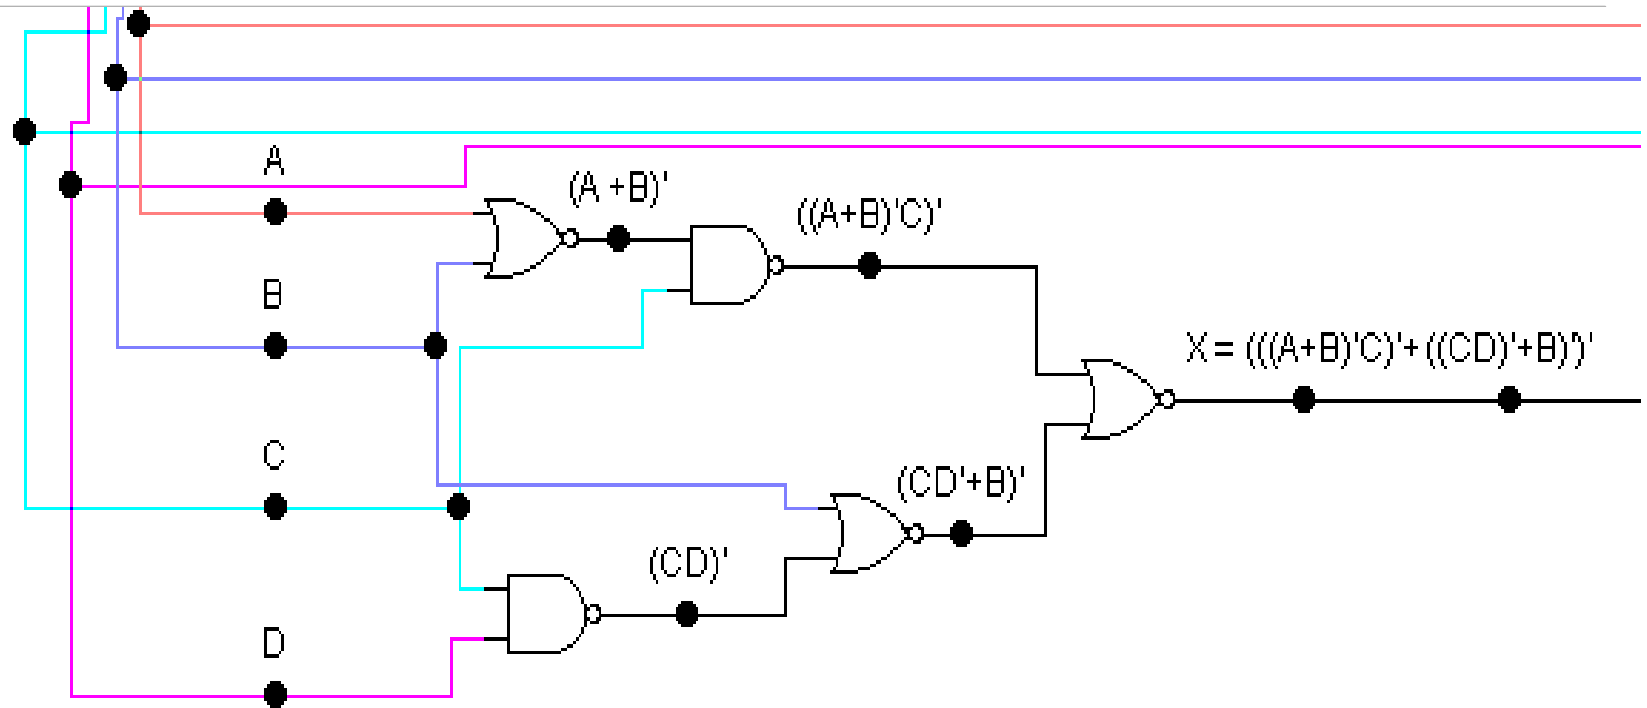 A
(A +B)'
((A+B)'C)'
B
X = (((A+B)'C)'+((CD)'+B)')'
C
(CD'+B)'
(CD)'
D